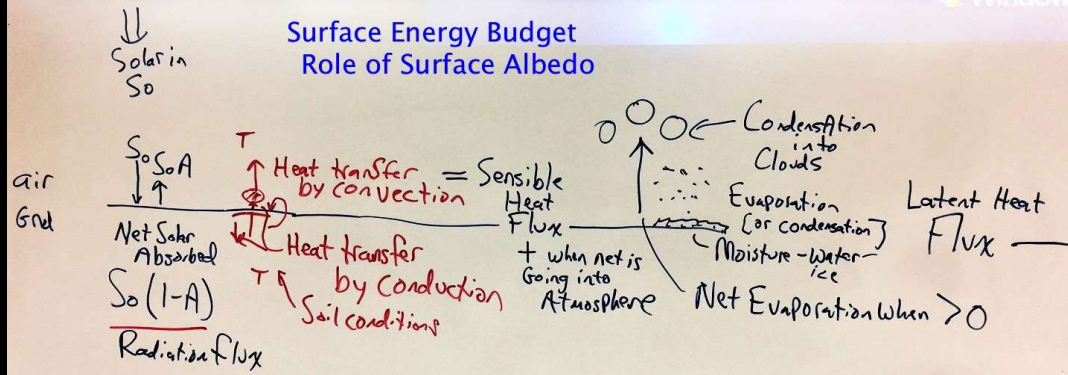 Surface Energy Budget
Role of Surface Albedo
Solar in
So
So
SoA
air
Gnd
Net Solar
Absorbed
So(1-A)
Radiation flux
T
Heat transfer
by convection
= Sensible
Heat
Flux
+ when net is
Going into
Atmosphere
Heat transfer
by conduction
T
Soil conditions
Condensation
into
Clouds
Evaporation
[or condensation]
Moisture - Water -
ice
Net Evaporation when >0
Latent Heat
Flux